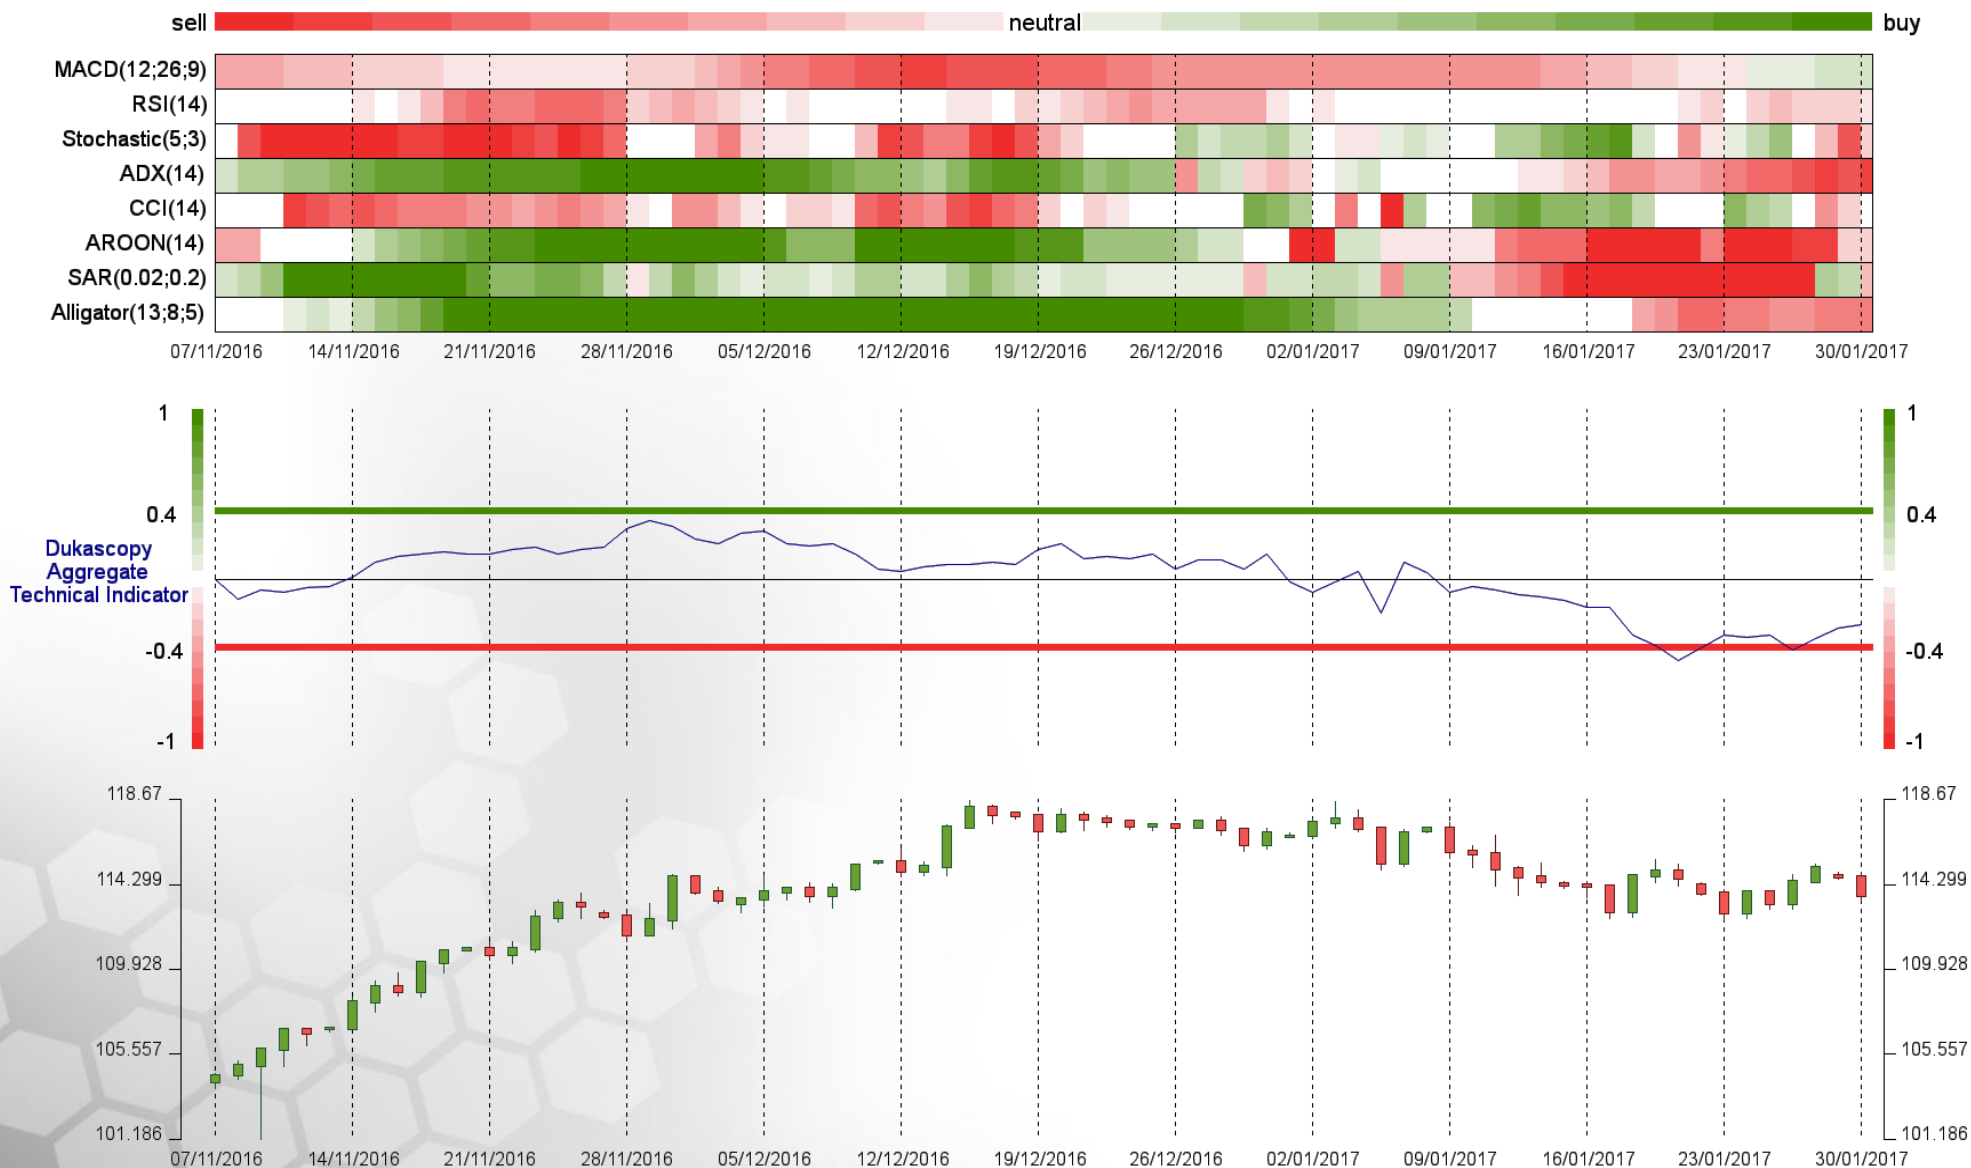 sell neutral buy
MACD(12;26;9)
RSI(14)
Stochastic(5;3)
ADX(14)
CCI(14)
AROON(14)
SAR(0.02;0.2)
Alligator(13;8;5)
07/11/2016 14/11/2016 21/11/2016 28/11/2016 05/12/2016 12/12/2016 19/12/2016 26/12/2016 02/01/2017 09/01/2017 16/01/2017 23/01/2017 30/01/2017
1 1
0.4 0.4
Dukascopy
Aggregate
Technical Indicator
-0.4 -0.4
-1 -1
118.67 118.67
114.299 114.299
109.928 109.928
105.557 105.557
101.186 101.186
07/11/2016 14/11/2016 21/11/2016 28/11/2016 05/12/2016 12/12/2016 19/12/2016 26/12/2016 02/01/2017 09/01/2017 16/01/2017 23/01/2017 30/01/2017